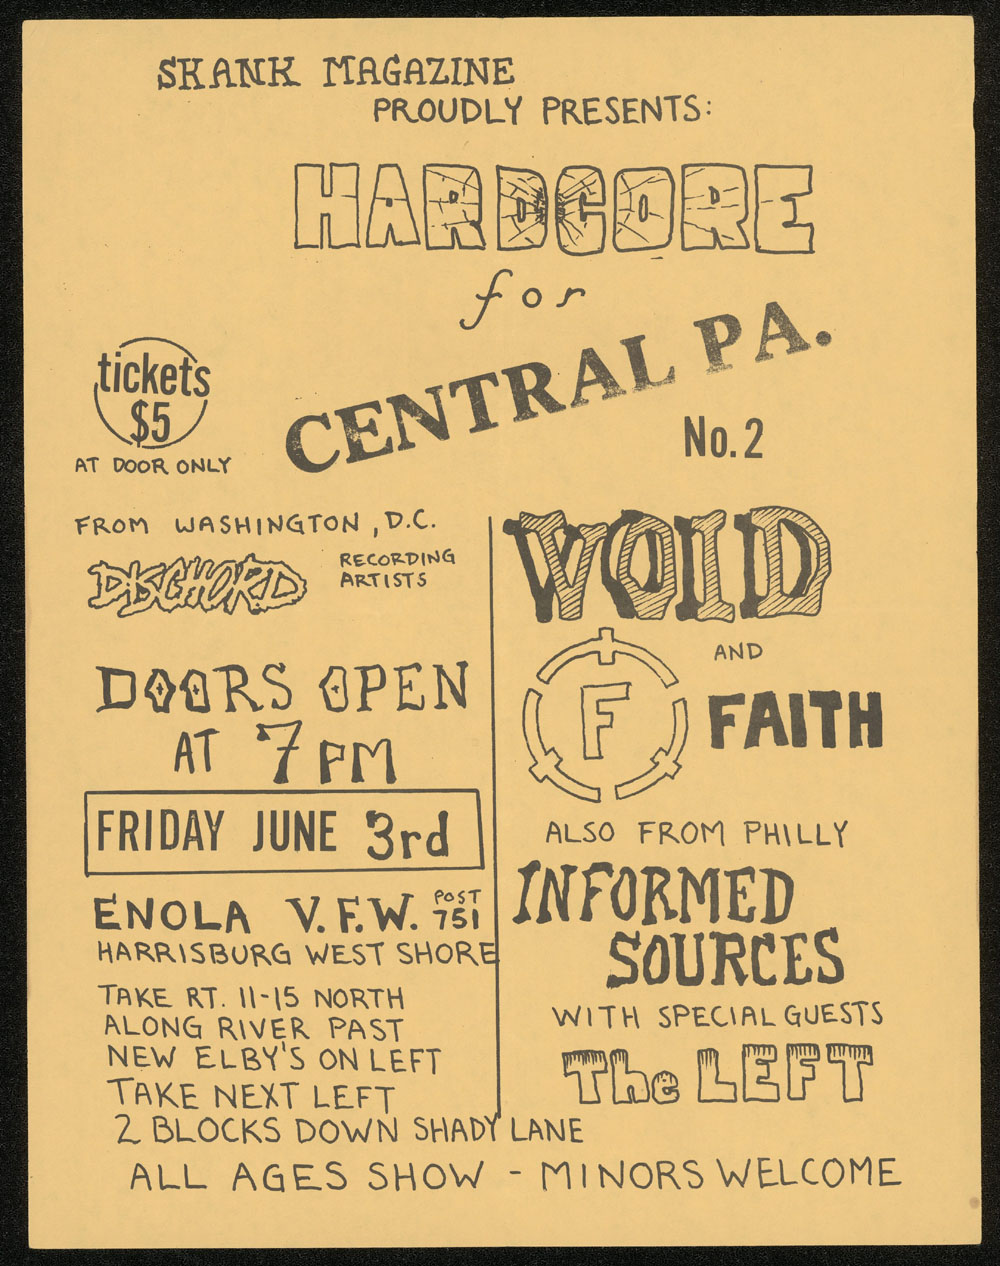 SKANK MAGAZINE
PROUDLY PRESENTS:
HARDCORE
for
CENTRAL PA.
No. 2
tickets
$5
AT DOOR ONLY
FROM WASHINGTON, D.C.
DISCHORD
RECORDING
ARTISTS
DOORS OPEN
AT 7 PM
FRIDAY JUNE 3rd
ENOLA V.F.W. POST 751
HARRISBURG WEST SHORE
TAKE RT. 11-15 NORTH
ALONG RIVER PAST
NEW ELBY'S ON LEFT
TAKE NEXT LEFT
2 BLOCKS DOWN SHADY LANE
VOID
AND
F
FAITH
ALSO FROM PHILLY
INFORMED
SOURCES
WITH SPECIAL GUESTS
The LEFT
ALL AGES SHOW - MINORS WELCOME